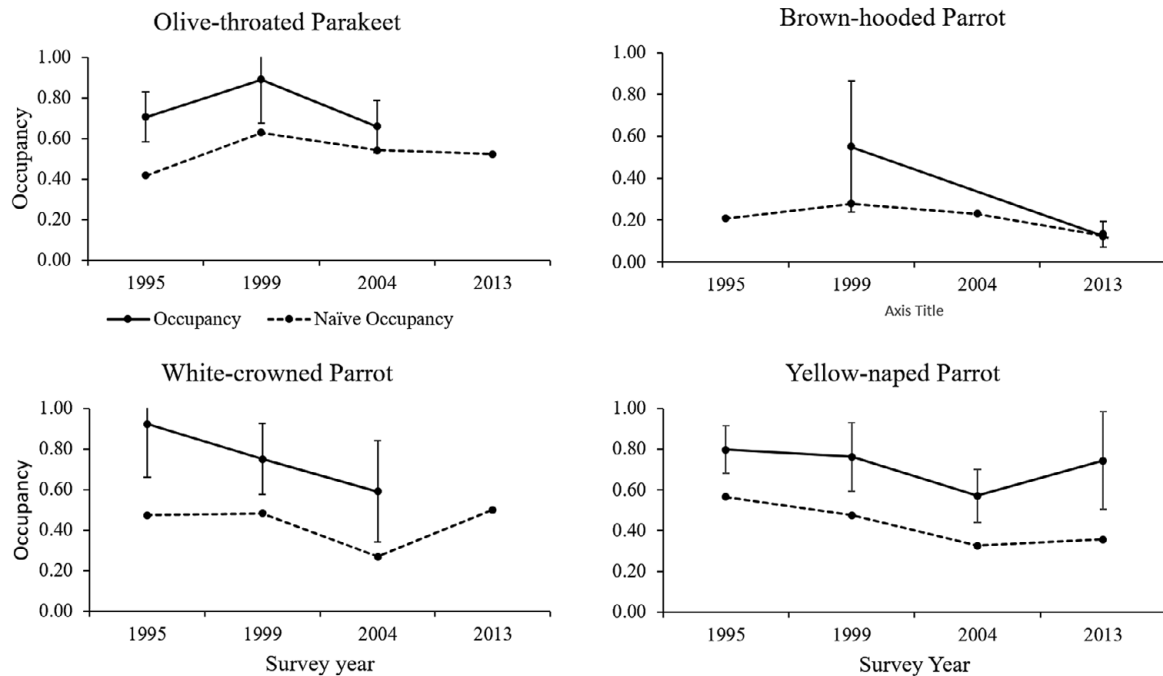 Olive-throated Parakeet
1.00
0.80
0.60
0.40
0.20
0.00
Occupancy
1995 1999 2004 2013
Occupancy Naïve Occupancy
Brown-hooded Parrot
1.00
0.80
0.60
0.40
0.20
0.00
1995 1999 2004 2013
Axis Title
White-crowned Parrot
1.00
0.80
0.60
0.40
0.20
0.00
Occupancy
1995 1999 2004 2013
Survey year
Yellow-naped Parrot
1.00
0.80
0.60
0.40
0.20
0.00
1995 1999 2004 2013
Survey Year